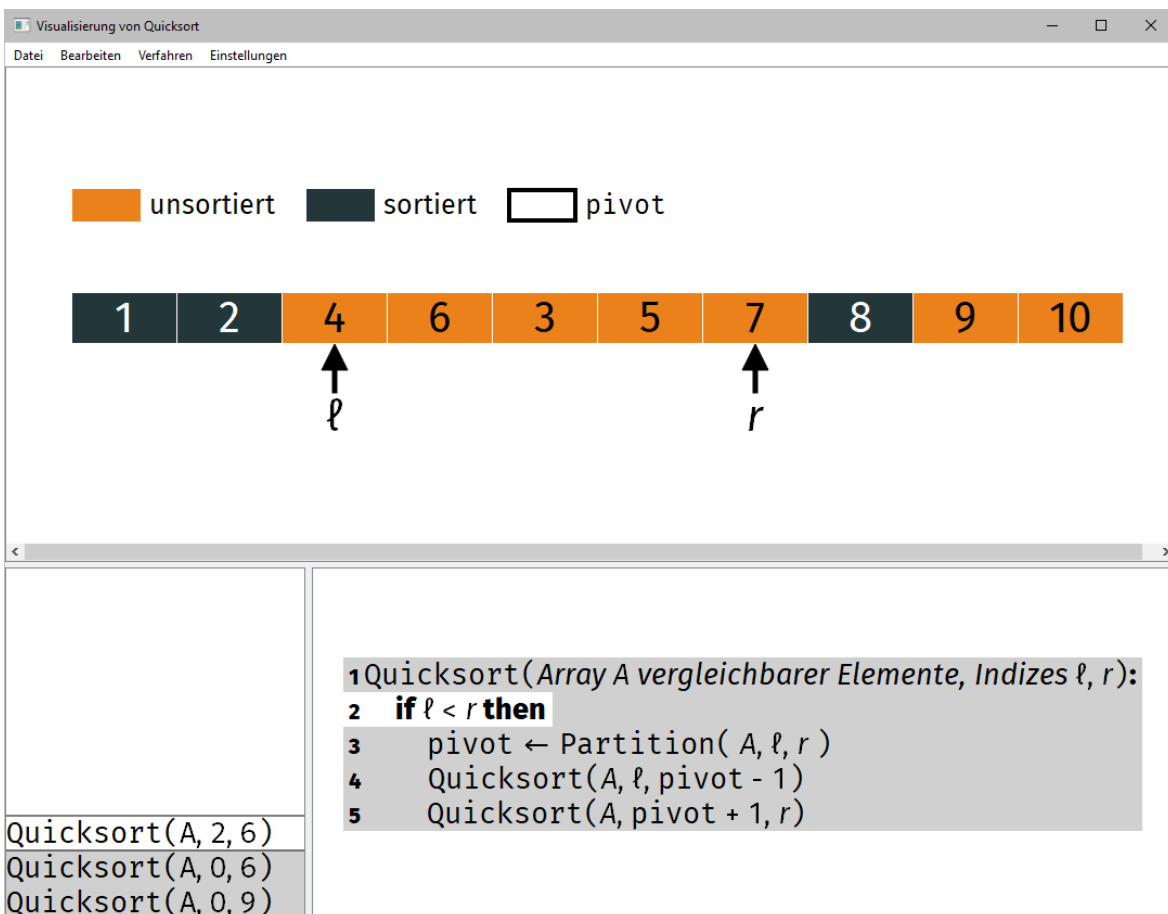 Visualisierung von Quicksort
Datei Bearbeiten Verfahren Einstellungen
unsortiert sortiert pivot
1 2 4 6 3 5 7 8 9 10
ℓ r
Quicksort(A, 2, 6)
Quicksort(A, 0, 6)
Quicksort(A, 0, 9)
1 Quicksort(Array A vergleichbarer Elemente, Indizes ℓ, r):
2 if ℓ < r then
3 pivot ← Partition( A, ℓ, r )
4 Quicksort(A, ℓ, pivot - 1)
5 Quicksort(A, pivot + 1, r)